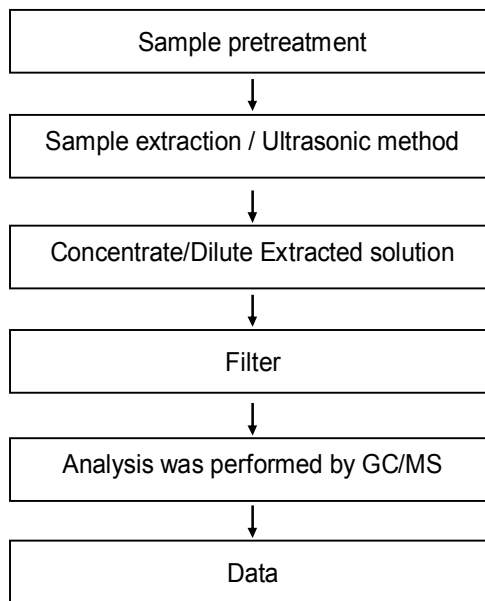 Sample pretreatment
Sample extraction / Ultrasonic method
Concentrate/Dilute Extracted solution
Filter
Analysis was performed by GC/MS
Data